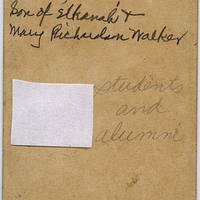 Son of Elkanah &
Mary Richardson Walker
students
and
alumni